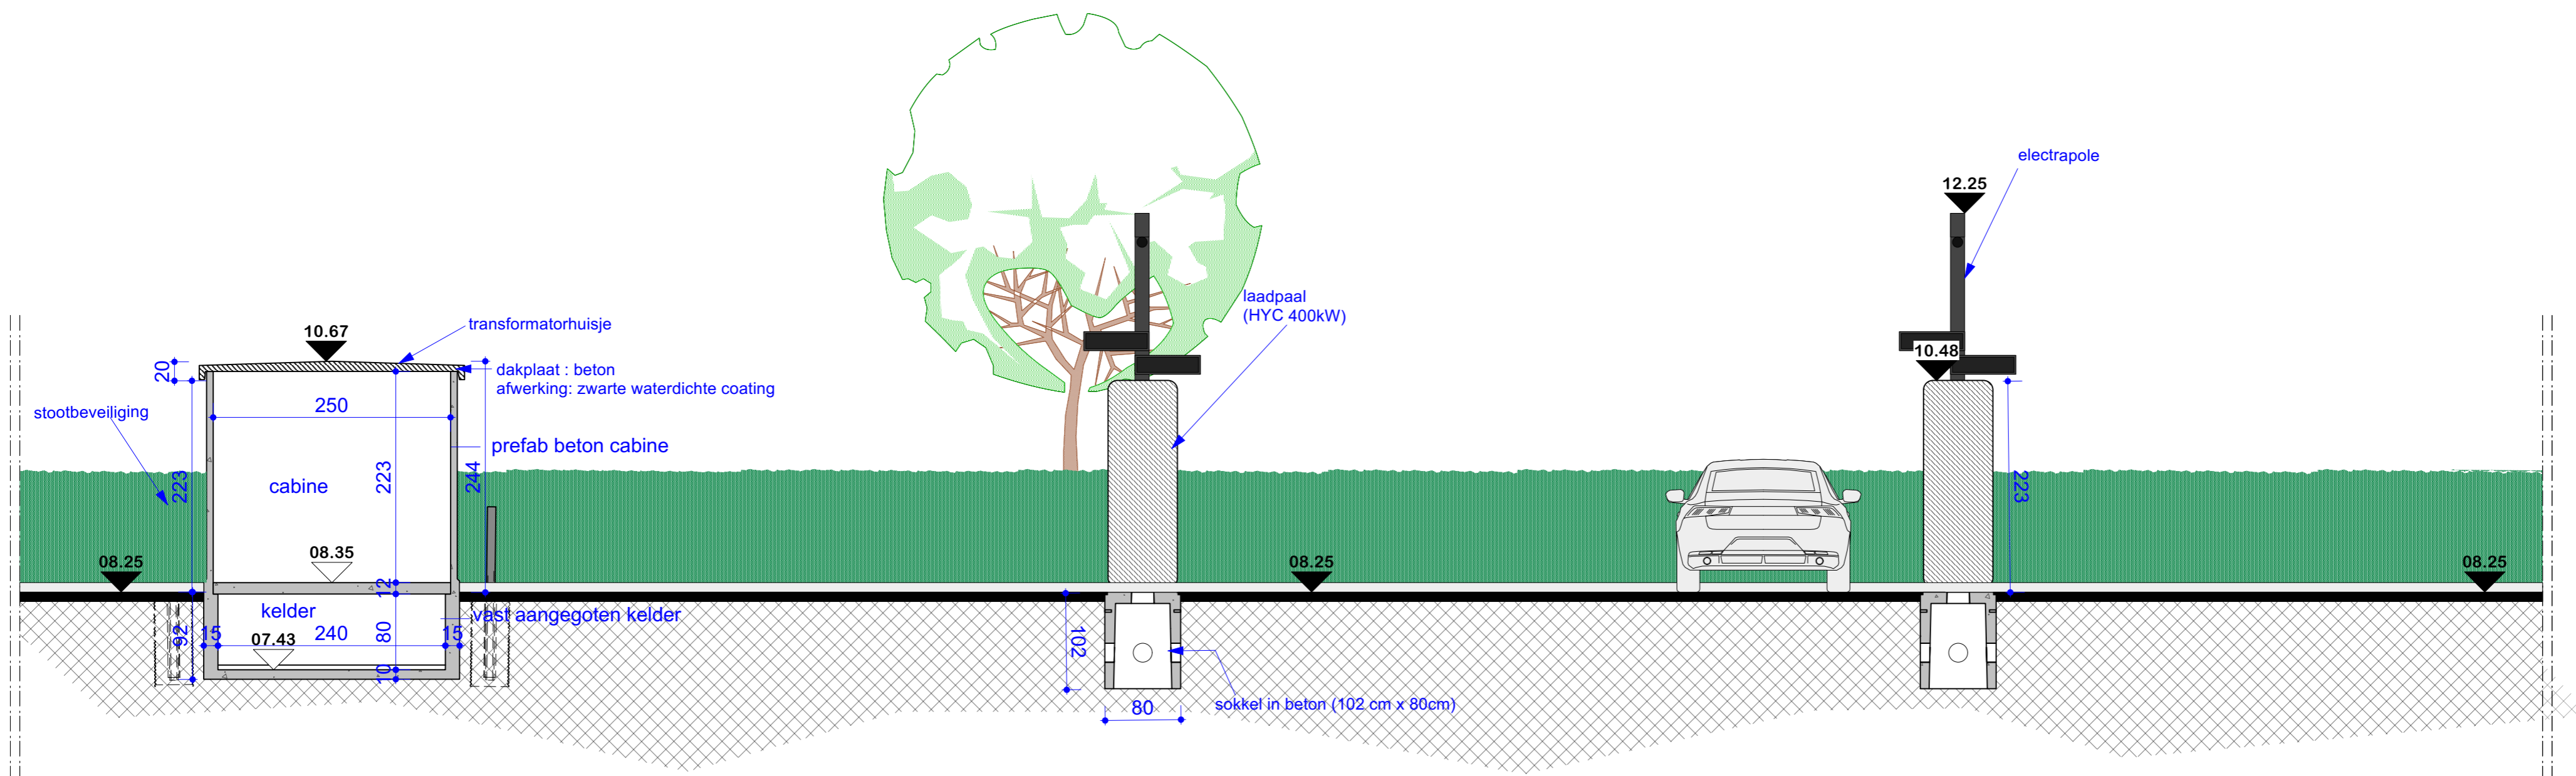 electrapole
12.25
laadpaal
(HYC 400kW)
10.67
transformatorhuisje
10.48
20
dakplaat : beton
afwerking: zwarte waterdichte coating
stootbeveiliging
250
prefab beton cabine
223
cabine
223
244
223
08.25
08.35
08.25
08.25
12
kelder
vast aangegoten kelder
92
15
07.43
240
80
15
102
10
sokkel in beton (102 cm x 80cm)
80